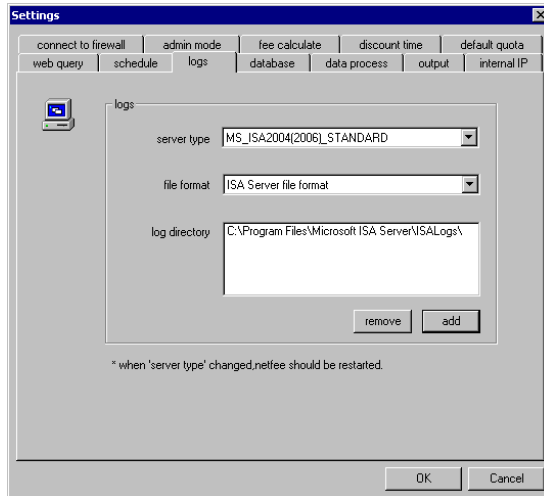 Settings
connect to firewall admin mode fee calculate discount time default quota
web query schedule logs database data process output internal IP
logs
server type MS_ISA2004(2006)_STANDARD
file format ISA Server file format
log directory C:\Program Files\Microsoft ISA Server\ISALogs\
remove add
* when 'server type' changed,netfee should be restarted.
OK Cancel